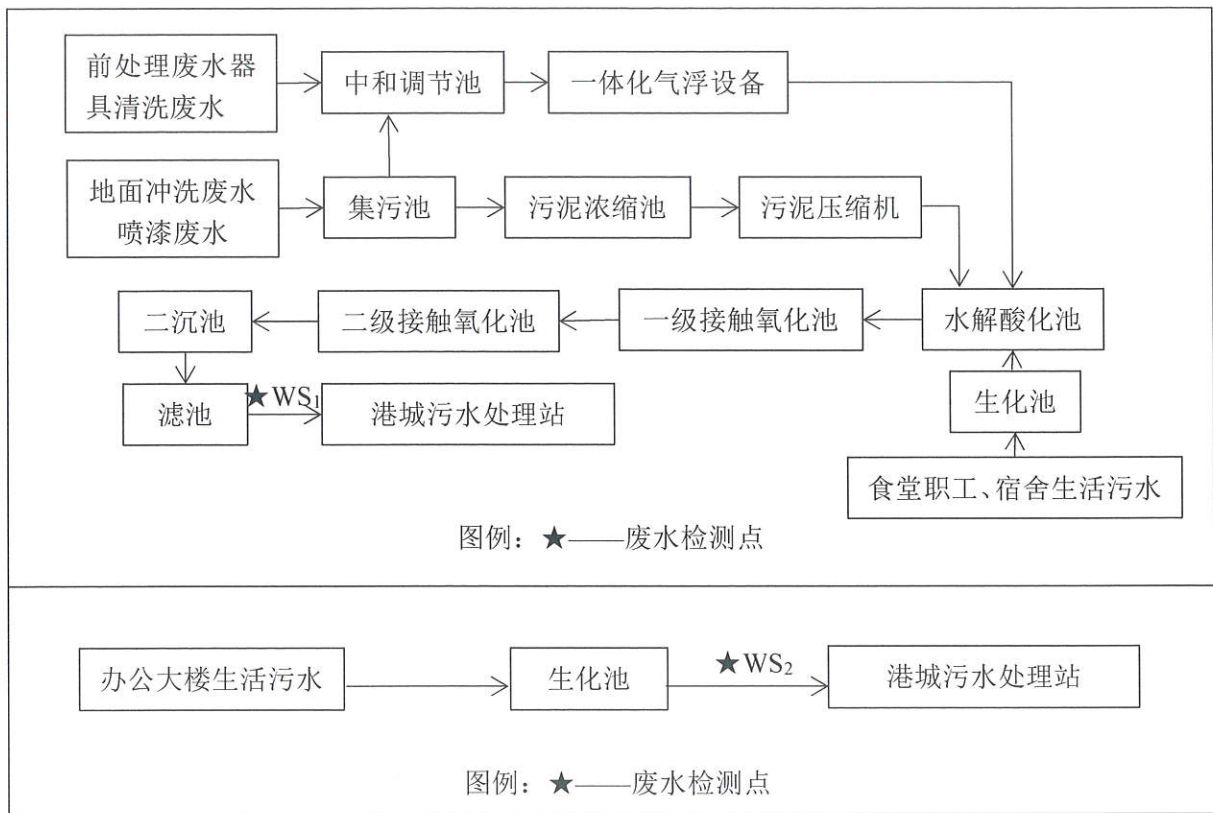 前处理废水器
具清洗废水
中和调节池
一体化气浮设备
地面冲洗废水
喷漆废水
集污池
污泥浓缩池
污泥压缩机
二沉池
二级接触氧化池
一级接触氧化池
水解酸化池
滤池
★WS₁
港城污水处理站
生化池
食堂职工、宿舍生活污水
图例：★——废水检测点
办公大楼生活污水
生化池
★WS₂
港城污水处理站
图例：★——废水检测点